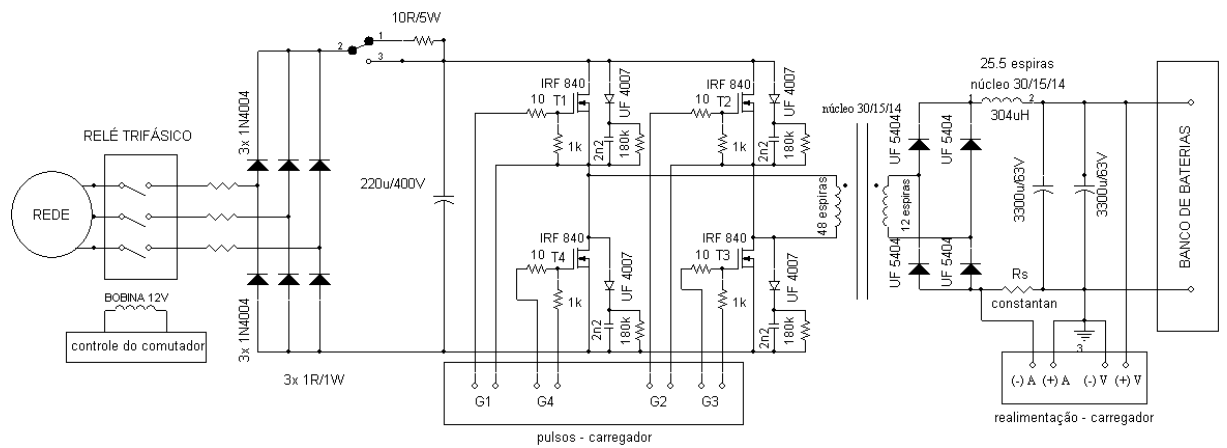 10R/5W
1
2
3
3x 1N4004
RELÉ TRIFÁSICO
REDE
BOBINA 12V
controle do comutador
3x 1N4004
3x 1R/1W
220u/400V
IRF 840
T1
10
1k
UF 4007
2n2
180k
IRF 840
T2
10
1k
UF 4007
2n2
180k
IRF 840
T4
10
1k
UF 4007
2n2
180k
IRF 840
T3
10
1k
UF 4007
2n2
180k
G1
G4
G2
G3
pulsos - carregador
núcleo 30/15/14
48 espiras
12 espiras
UF 5404
UF 5404
UF 5404
UF 5404
25.5 espiras
núcleo 30/15/14
1
2
304uH
3300u/63V
3300u/63V
Rs
constantan
BANCO DE BATERIAS
3
(-) A
(+) A
(-) V
(+) V
realimentação - carregador